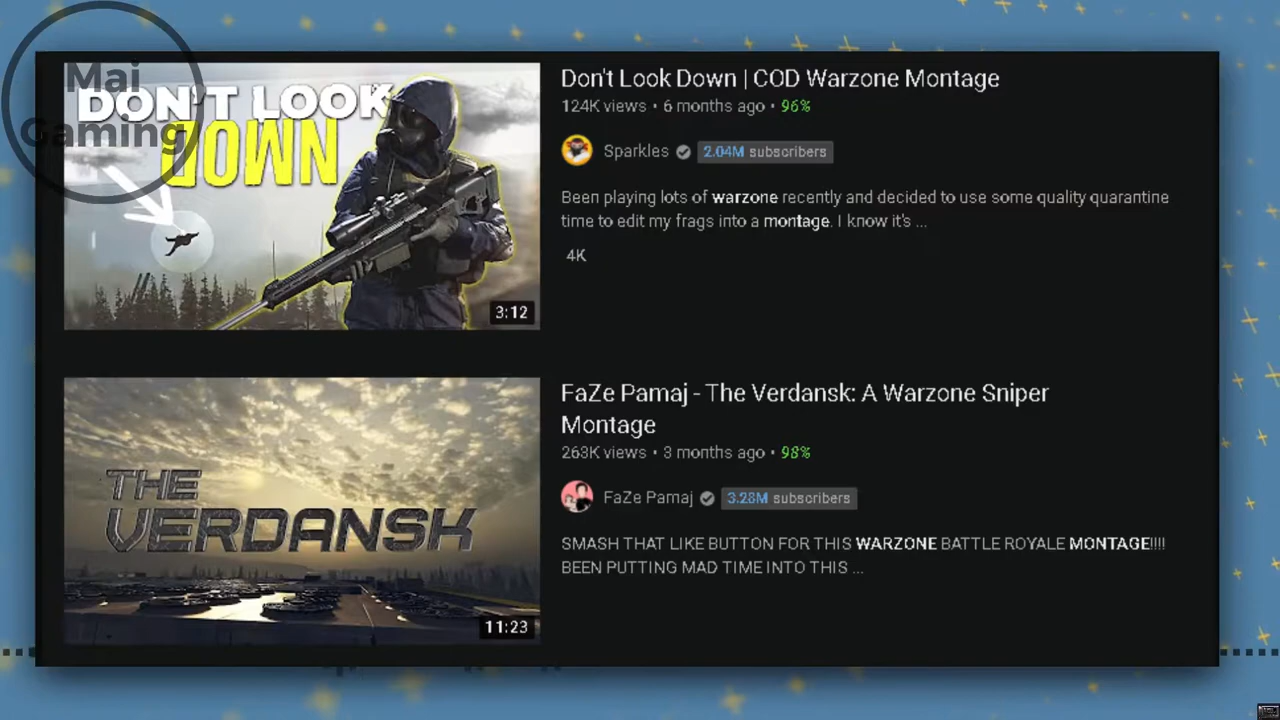 Mai
Gaming
DON'T LOOK
DOWN
3:12
Don't Look Down | COD Warzone Montage
124K views • 6 months ago • 96%
Sparkles 2.04M subscribers
Been playing lots of warzone recently and decided to use some quality quarantine
time to edit my frags into a montage. I know it's ...
4K
THE
VERDANSK
11:23
FaZe Pamaj - The Verdansk: A Warzone Sniper
Montage
263K views • 3 months ago • 98%
FaZe Pamaj 3.28M subscribers
SMASH THAT LIKE BUTTON FOR THIS WARZONE BATTLE ROYALE MONTAGE!!!!
BEEN PUTTING MAD TIME INTO THIS ...